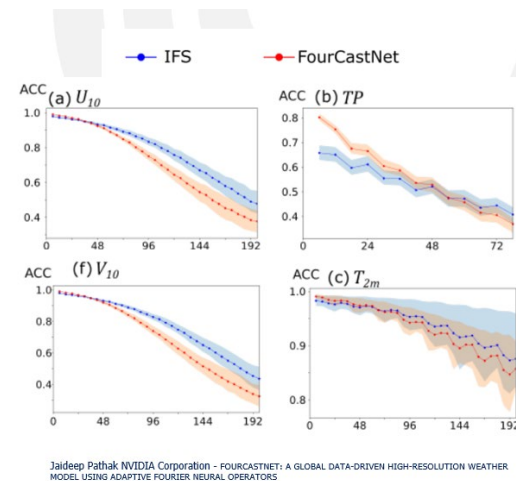 IFS FourCastNet
ACC (a) U10
1.0
0.8
0.6
0.4
0 48 96 144 192
ACC (b) TP
0.8
0.7
0.6
0.5
0.4
0 24 48 72
ACC (f) V10
1.0
0.8
0.6
0.4
0 48 96 144 192
ACC (c) T2m
1.0
0.9
0.8
0 48 96 144 192
Jaideep Pathak NVIDIA Corporation - FOURCASTNET: A GLOBAL DATA-DRIVEN HIGH-RESOLUTION WEATHER
MODEL USING ADAPTIVE FOURIER NEURAL OPERATORS